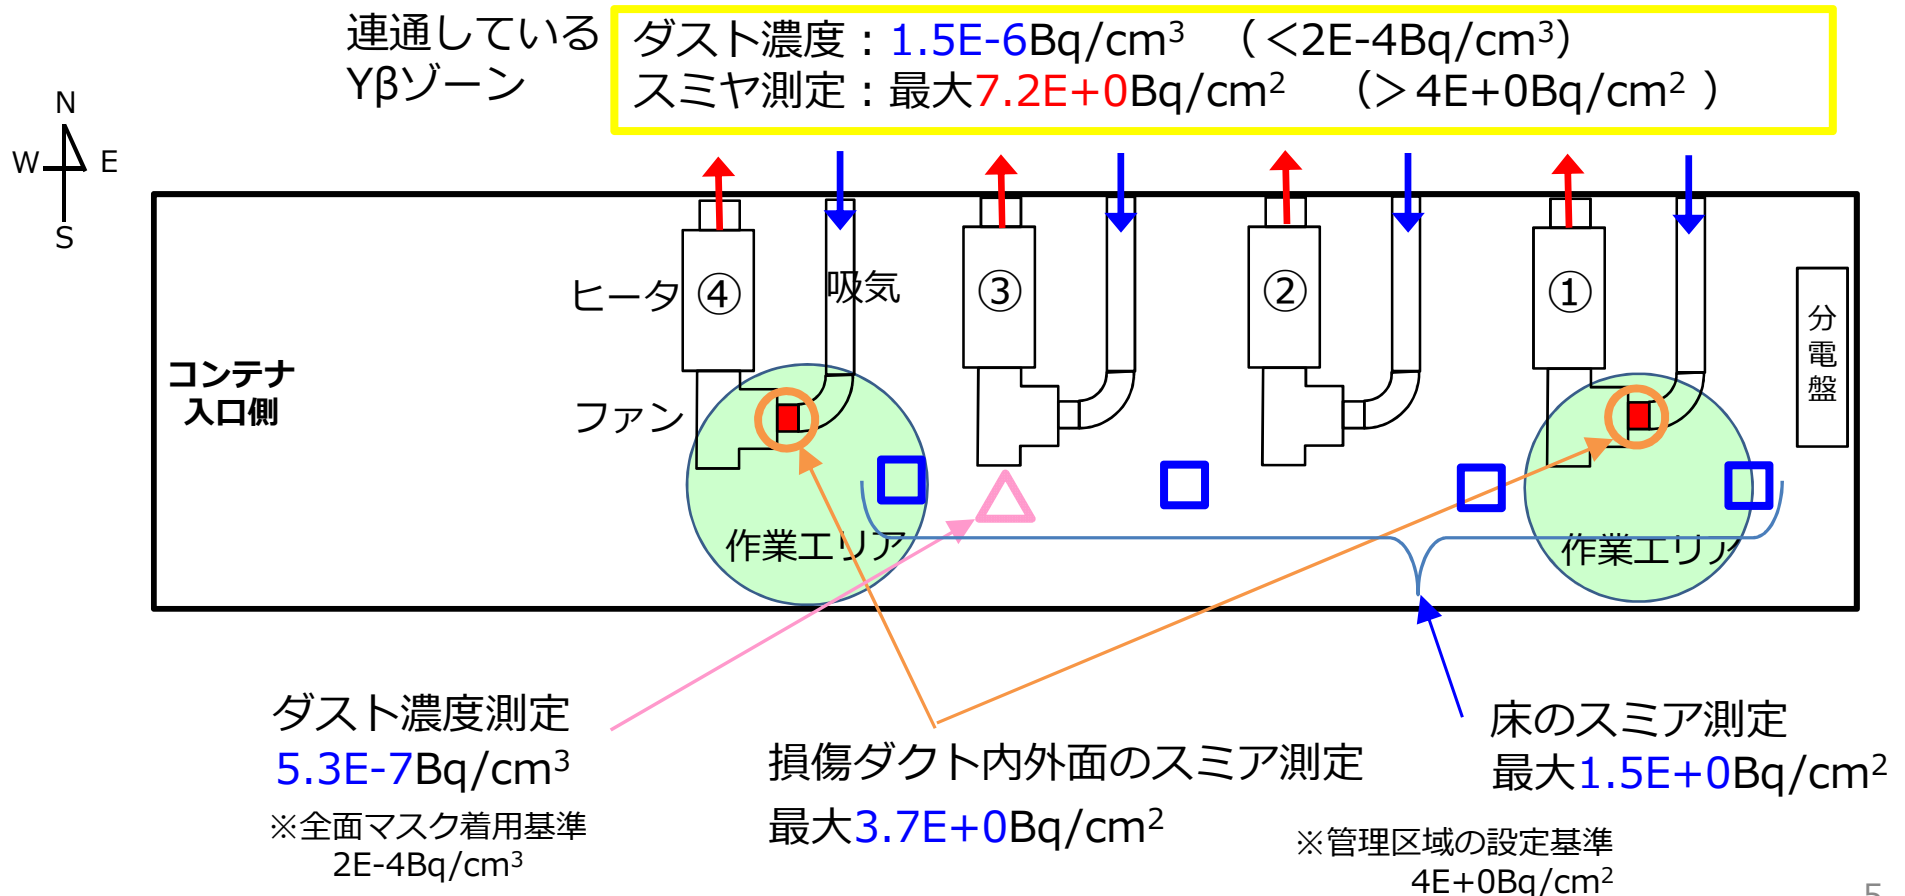 連通している
Yβゾーン
ダスト濃度：1.5E-6Bq/cm³　（＜2E-4Bq/cm³）
スミヤ測定：最大7.2E+0Bq/cm²　（＞4E+0Bq/cm² ）
N
W E
S
ヒータ ④ 吸気 ③ ② ①
分電盤
コンテナ
入口側
ファン
作業エリア 作業エリア
ダスト濃度測定
5.3E-7Bq/cm³
※全面マスク着用基準
2E-4Bq/cm³
損傷ダクト内外面のスミア測定
最大3.7E+0Bq/cm²
床のスミア測定
最大1.5E+0Bq/cm²
※管理区域の設定基準
4E+0Bq/cm²
5